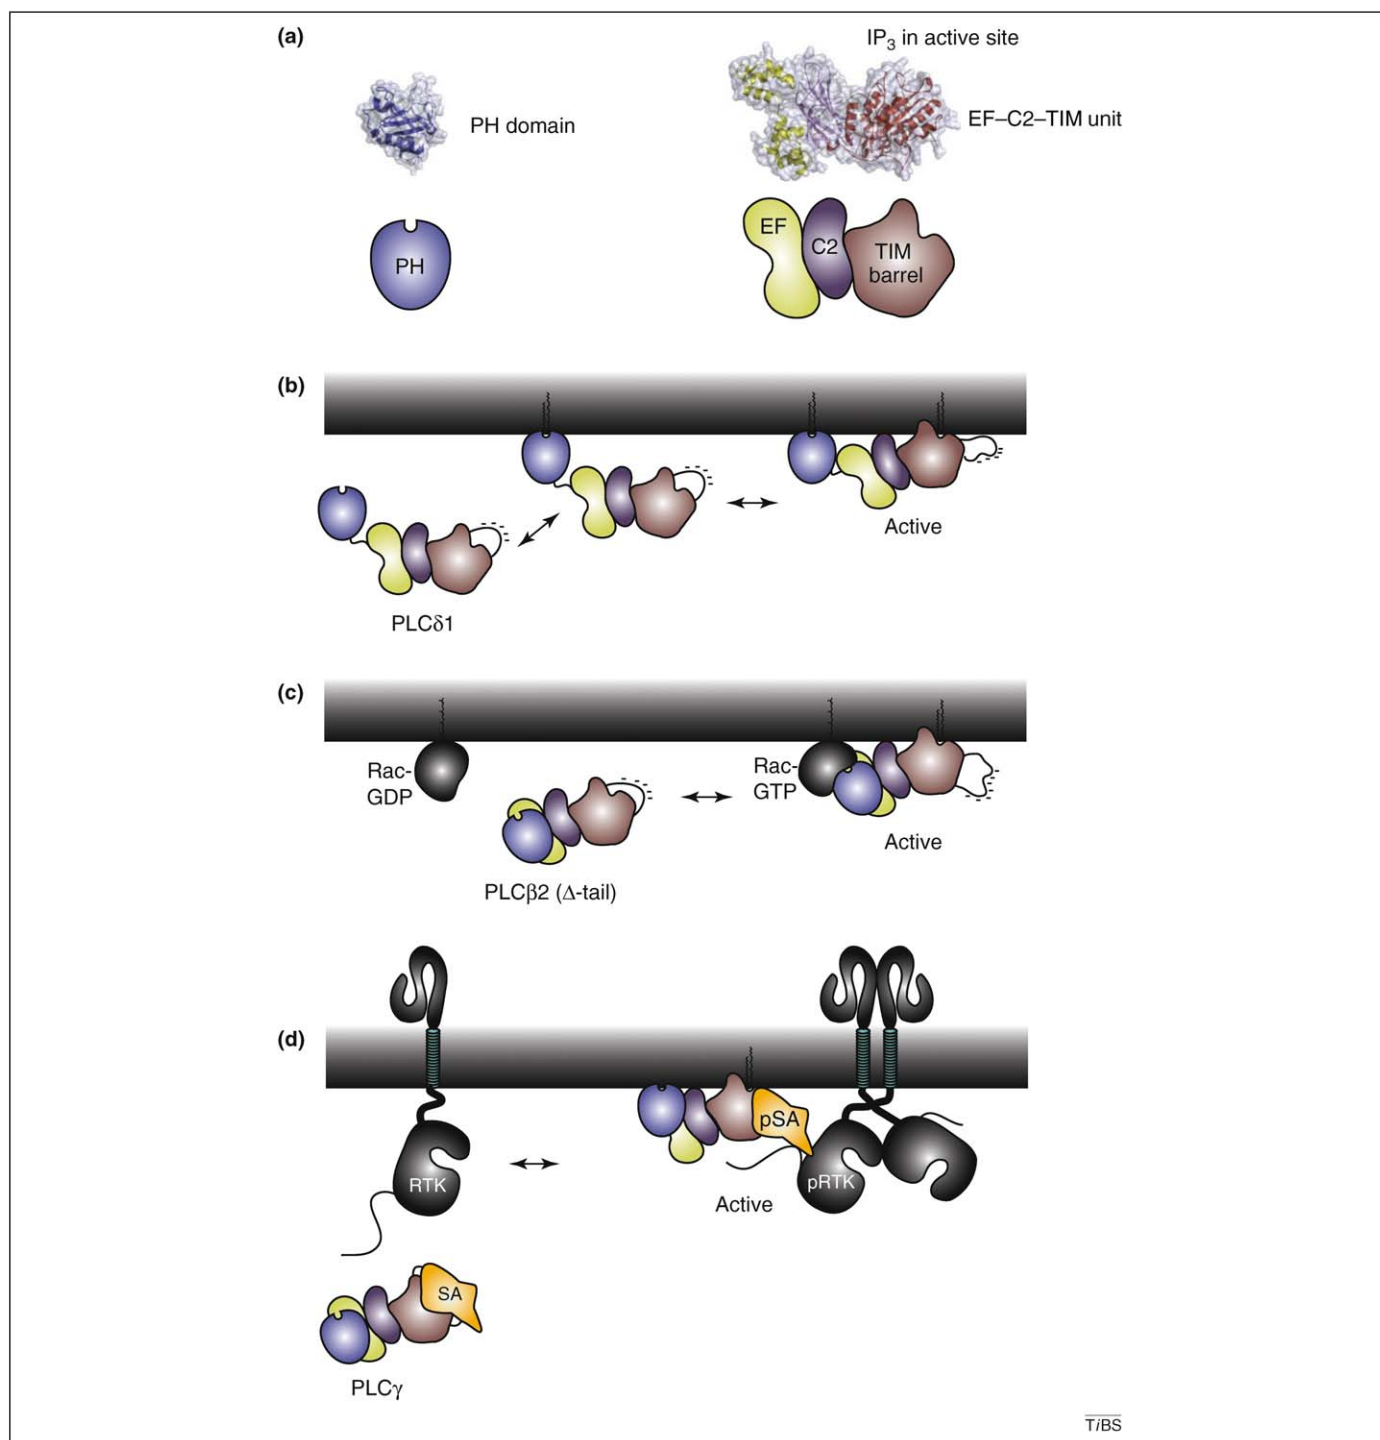 (a)
IP3 in active site
PH domain
EF–C2–TIM unit
PH
EF
C2
TIM
barrel
(b)
Active
PLCδ1
(c)
Rac-
GDP
Rac-
GTP
Active
PLCβ2 (Δ-tail)
(d)
pSA
RTK
pRTK
Active
SA
PLCγ
TiBS